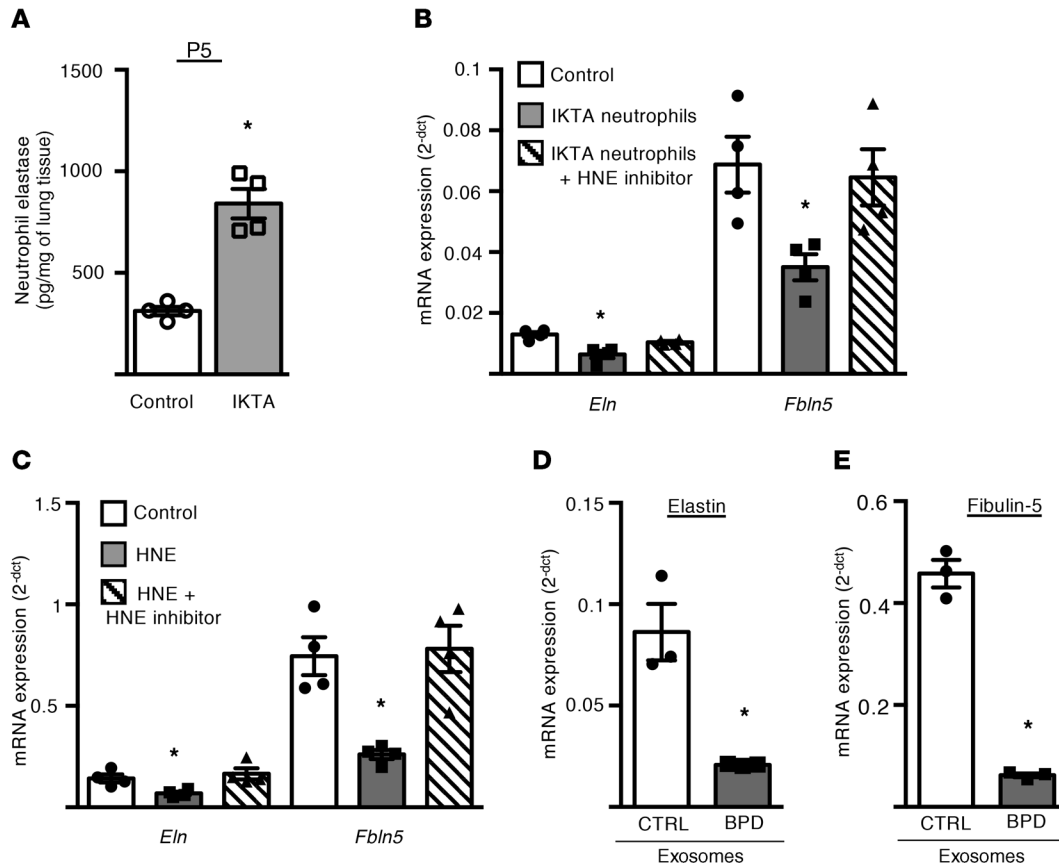 A
P5
1500
1000
500
Neutrophil elastase
(pg/mg of lung tissue)
*
Control
IKTA
B
0.1
0.08
0.06
0.04
0.02
mRNA expression (2-dct)
Control
IKTA neutrophils
IKTA neutrophils
+ HNE inhibitor
*
*
Eln
Fbln5
C
1.5
1
0.5
mRNA expression (2-dct)
Control
HNE
HNE +
HNE inhibitor
*
*
Eln
Fbln5
D
0.15
0.1
0.05
mRNA expression (2-dct)
Elastin
*
CTRL
BPD
Exosomes
E
0.6
0.4
0.2
mRNA expression (2-dct)
Fibulin-5
*
CTRL
BPD
Exosomes